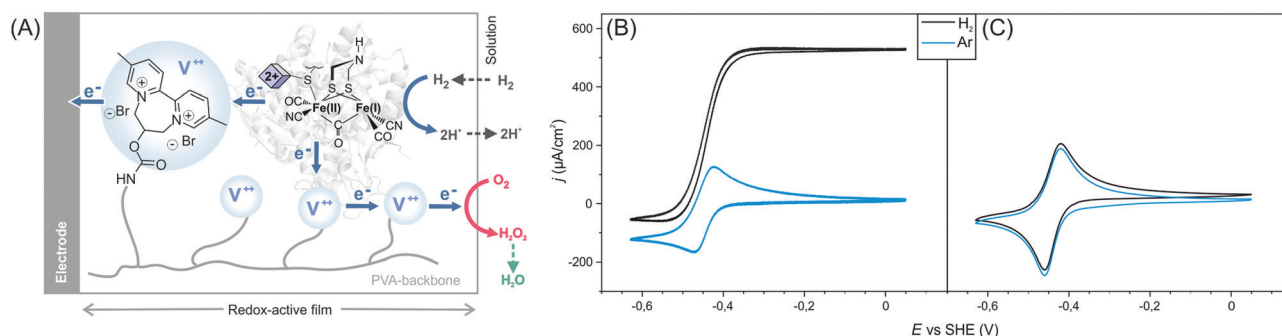 (A)
Electrode
V⁺⁺
e⁻
N⁺
N⁺
⊖Br
⊖Br
O
O
HN
e⁻
2+
S
H
N
S
S
OC
NC
Fe(II)
Fe(I)
CN
CO
C
O
e⁻
H₂
H₂
2H⁺
2H⁺
Solution
V⁺⁺
V⁺⁺
e⁻
V⁺⁺
e⁻
O₂
H₂O₂
H₂O
PVA-backbone
Redox-active film
(B)
H₂
Ar
(C)
600
400
200
0
-200
j (µA/cm²)
-0,6
-0,4
-0,2
0
-0,6
-0,4
-0,2
0
E vs SHE (V)